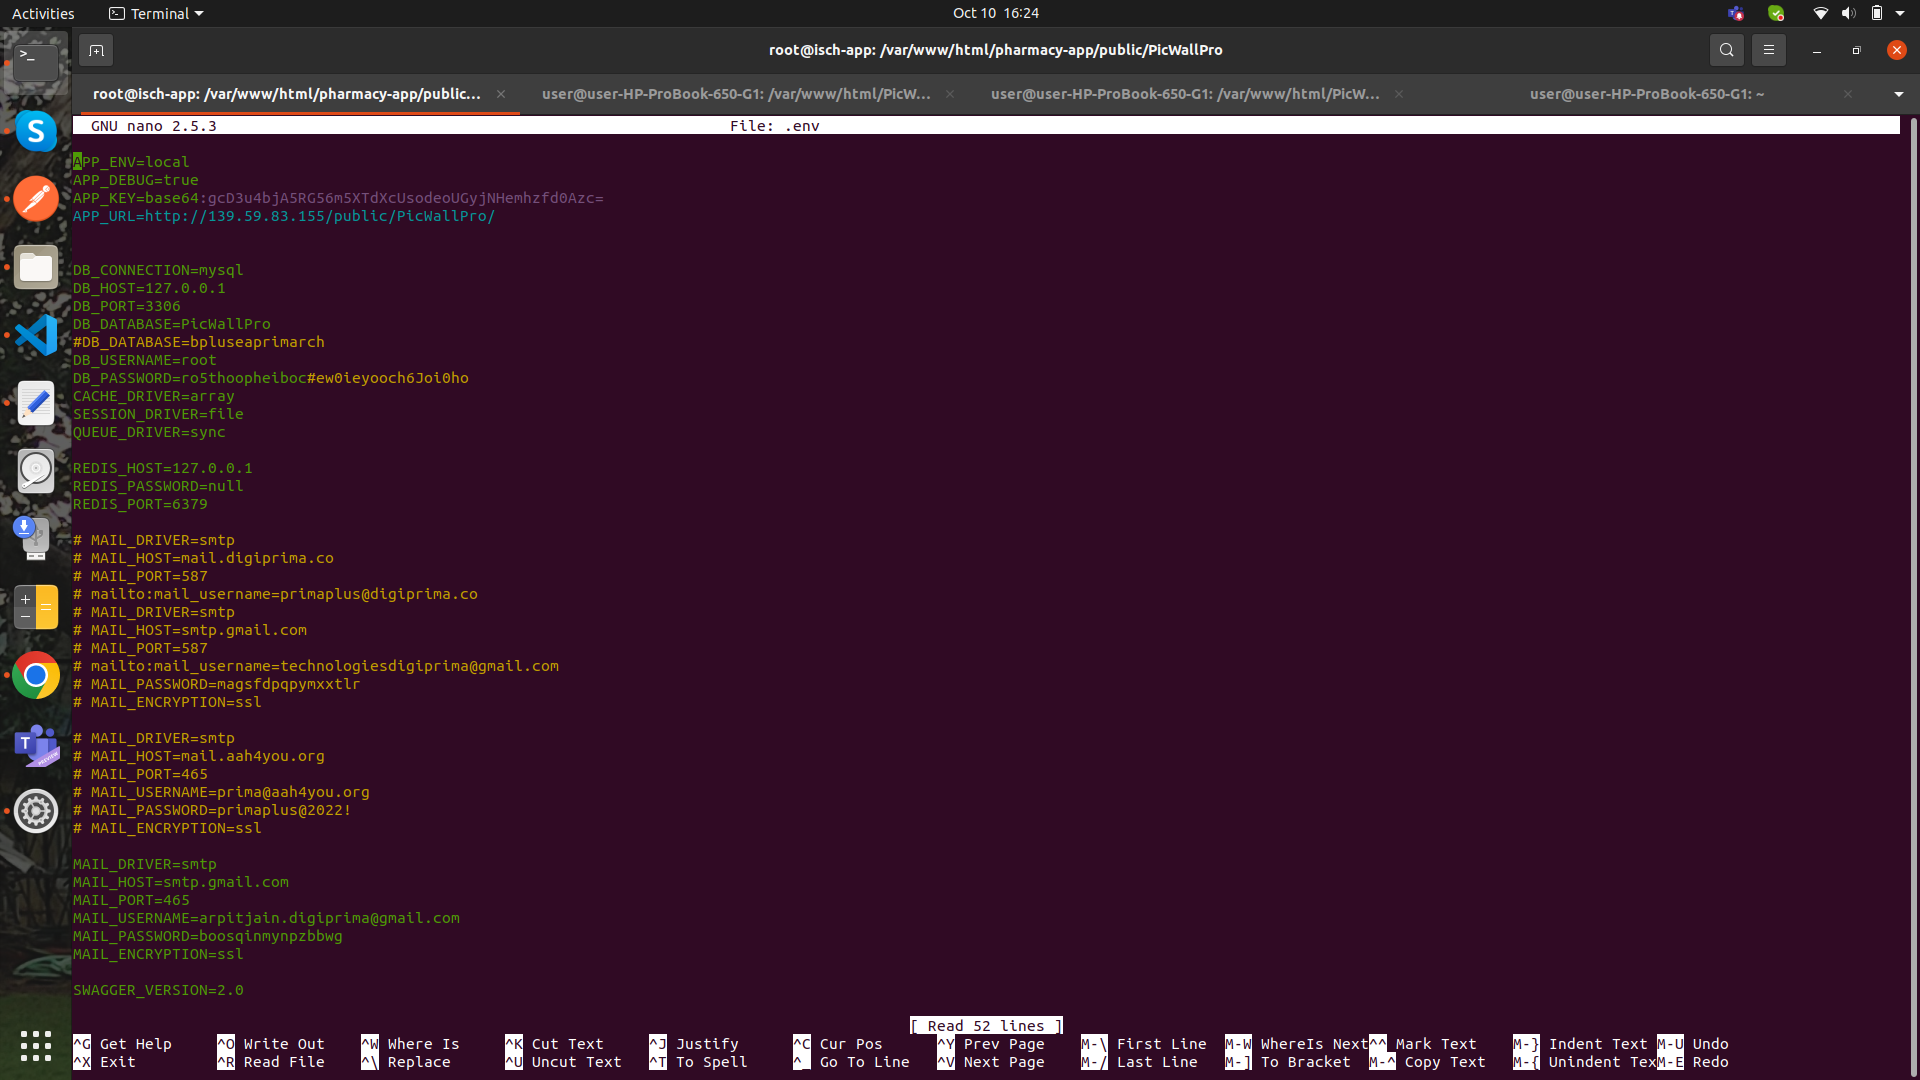 Activities Terminal Oct 10 16:24
root@isch-app: /var/www/html/pharmacy-app/public/PicWallPro
root@isch-app: /var/www/html/pharmacy-app/public... user@user-HP-ProBook-650-G1: /var/www/html/PicW... user@user-HP-ProBook-650-G1: /var/www/html/PicW... user@user-HP-ProBook-650-G1: ~
GNU nano 2.5.3 File: .env
APP_ENV=local
APP_DEBUG=true
APP_KEY=base64:gcD3u4bjA5RG56m5XTdXcUsodeoUGyjNHemhzfd0Azc=
APP_URL=http://139.59.83.155/public/PicWallPro/
DB_CONNECTION=mysql
DB_HOST=127.0.0.1
DB_PORT=3306
DB_DATABASE=PicWallPro
#DB_DATABASE=bpluseaprimarch
DB_USERNAME=root
DB_PASSWORD=ro5thoopheiboc#ew0ieyooch6Joi0ho
CACHE_DRIVER=array
SESSION_DRIVER=file
QUEUE_DRIVER=sync
REDIS_HOST=127.0.0.1
REDIS_PASSWORD=null
REDIS_PORT=6379
# MAIL_DRIVER=smtp
# MAIL_HOST=mail.digiprima.co
# MAIL_PORT=587
# mailto:mail_username=primaplus@digiprima.co
# MAIL_DRIVER=smtp
# MAIL_HOST=smtp.gmail.com
# MAIL_PORT=587
# mailto:mail_username=technologiesdigiprima@gmail.com
# MAIL_PASSWORD=magsfdpqpymxxtlr
# MAIL_ENCRYPTION=ssl
# MAIL_DRIVER=smtp
# MAIL_HOST=mail.aah4you.org
# MAIL_PORT=465
# MAIL_USERNAME=prima@aah4you.org
# MAIL_PASSWORD=primaplus@2022!
# MAIL_ENCRYPTION=ssl
MAIL_DRIVER=smtp
MAIL_HOST=smtp.gmail.com
MAIL_PORT=465
MAIL_USERNAME=arpitjain.digiprima@gmail.com
MAIL_PASSWORD=boosqinmynpzbbwg
MAIL_ENCRYPTION=ssl
SWAGGER_VERSION=2.0
[ Read 52 lines ]
^G Get Help ^O Write Out ^W Where Is ^K Cut Text ^J Justify ^C Cur Pos ^Y Prev Page M-\ First Line M-W WhereIs Next ^^ Mark Text M-} Indent Text M-U Undo
^X Exit ^R Read File ^\ Replace ^U Uncut Text ^T To Spell ^_ Go To Line ^V Next Page M-/ Last Line M-] To Bracket M-^ Copy Text M-{ Unindent Tex M-E Redo